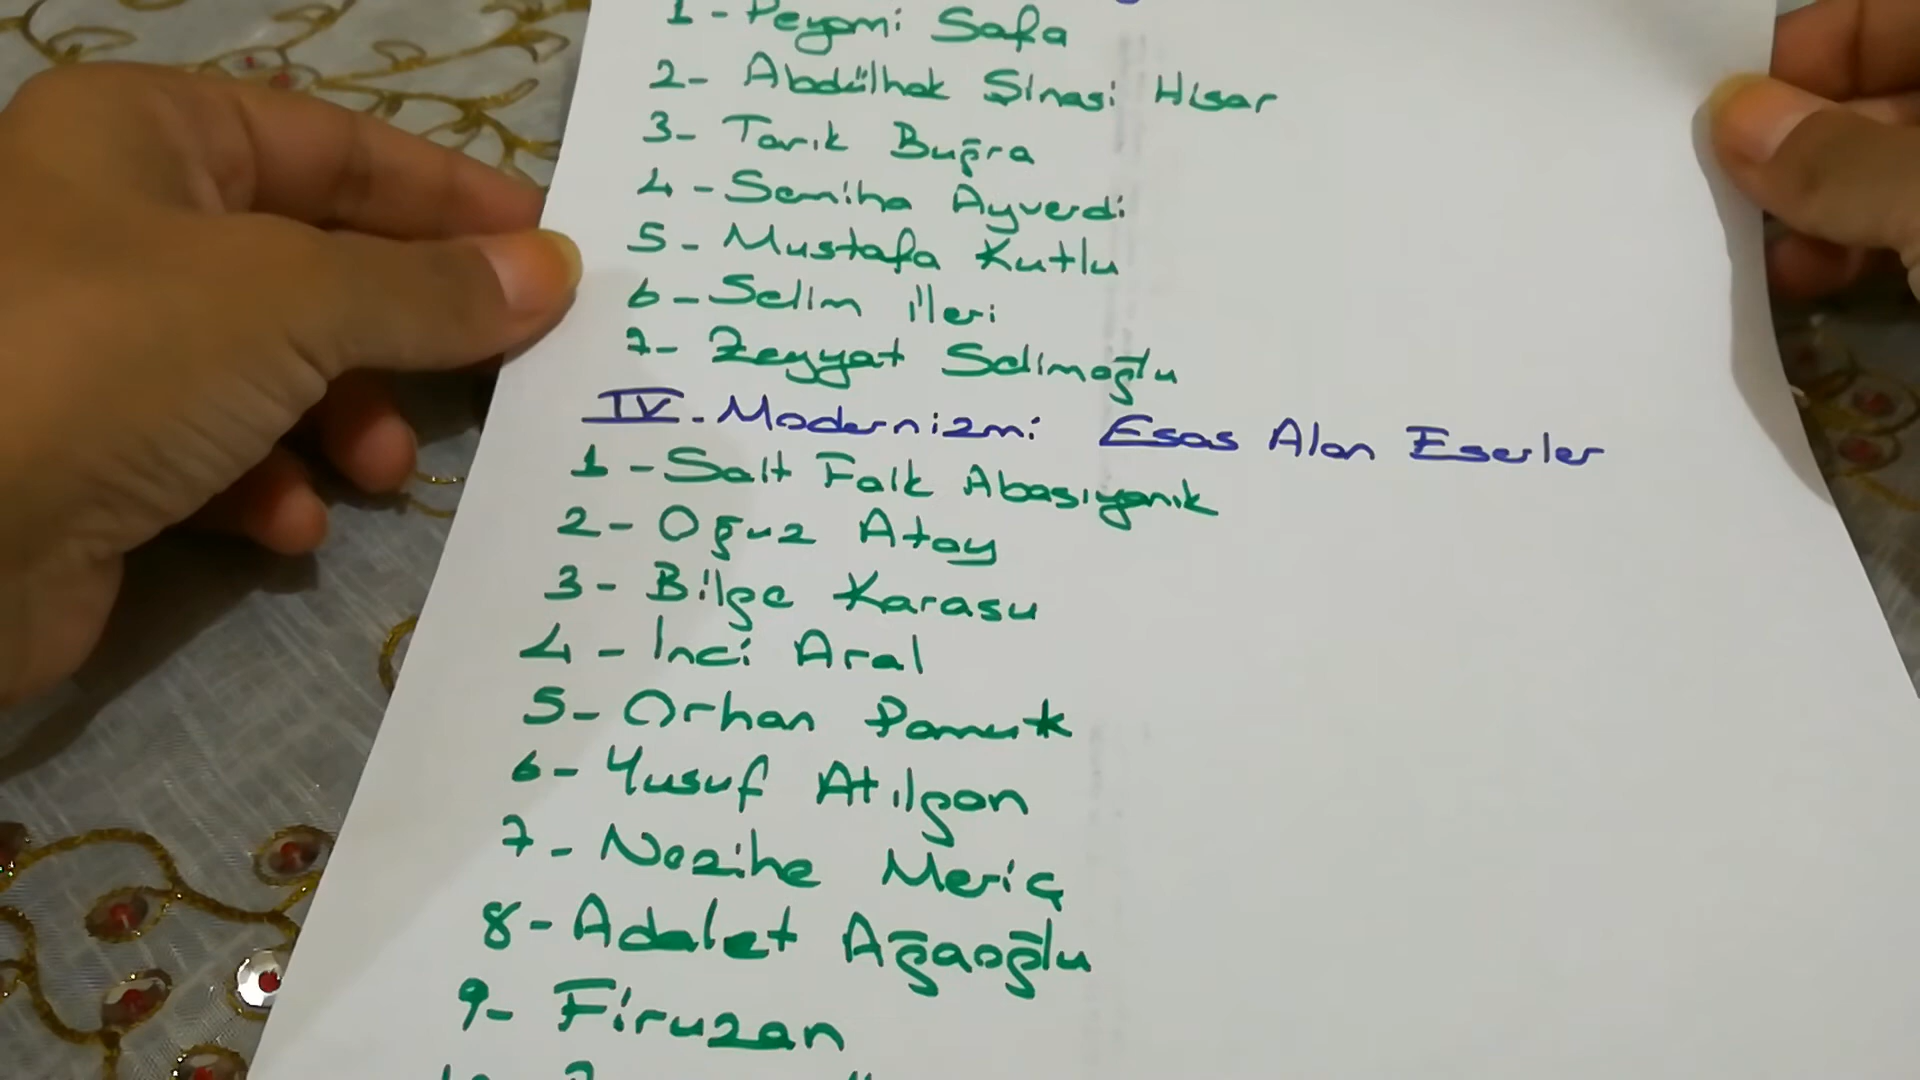 1 - Peyami Safa
2- Abdülhak Şinasi Hisar
3- Tarık Buğra
4 - Semiha Ayverdi
5 - Mustafa Kutlu
6 - Selim İleri
7- Zeyyat Selimoğlu
IV - Modernizmi Esas Alan Eserler
1 - Sait Faik Abasıyanık
2- Oğuz Atay
3- Bilge Karasu
4 - İnci Aral
5- Orhan Pamuk
6- Yusuf Atılgan
7- Nezihe Meriç
8- Adalet Ağaoğlu
9- Firuzan